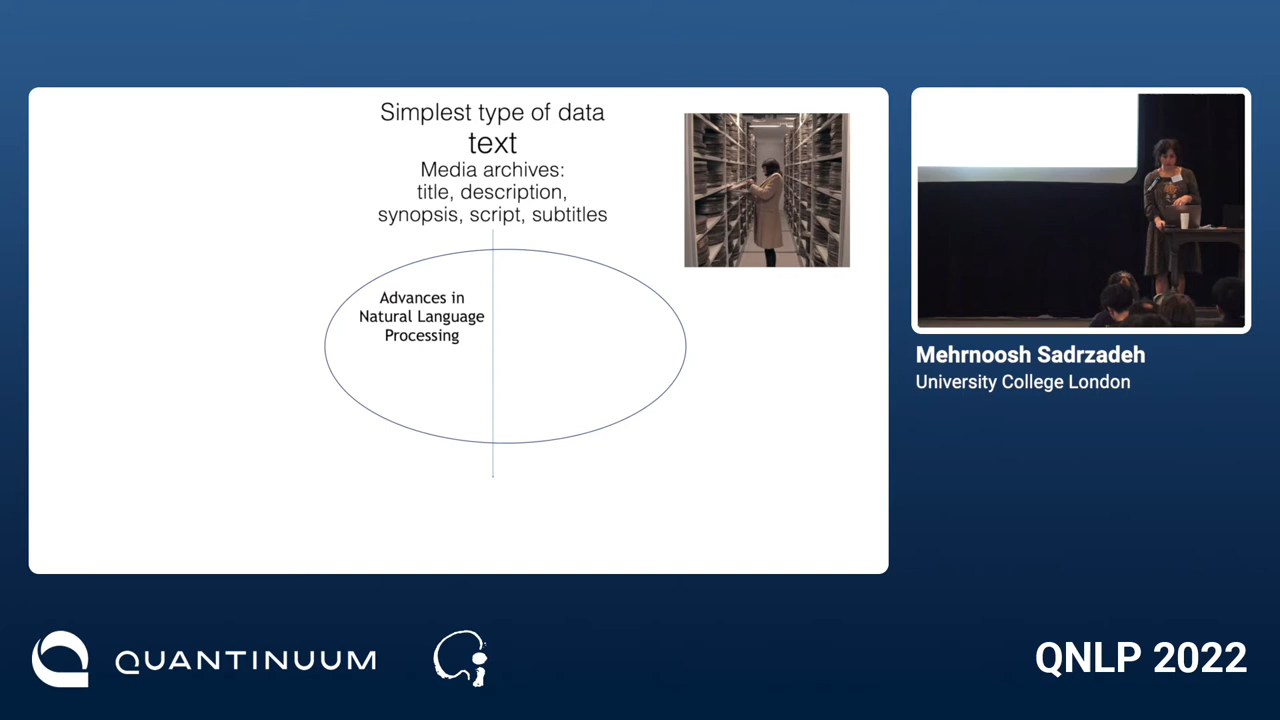 Simplest type of data
text
Media archives:
title, description,
synopsis, script, subtitles
Advances in
Natural Language
Processing
Mehrnoosh Sadrzadeh
University College London
QUANTINUUM
QNLP 2022